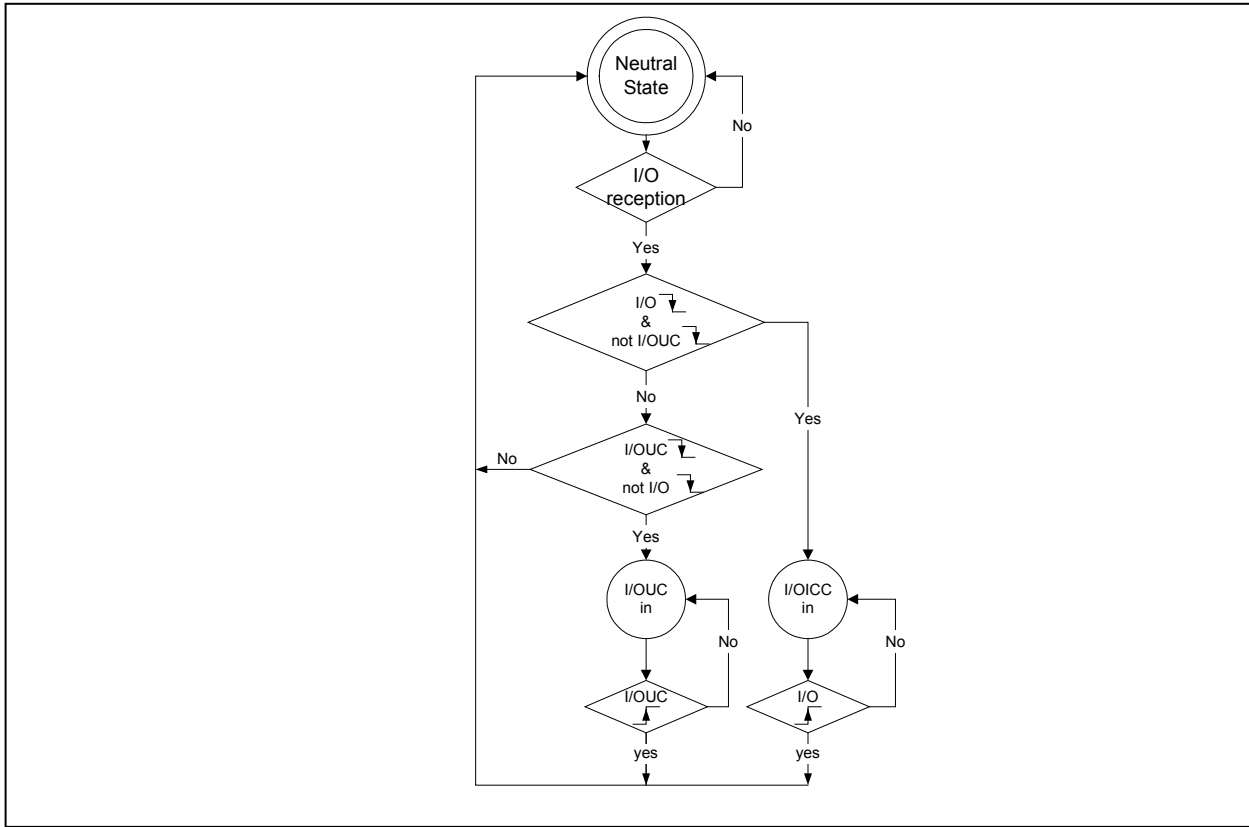 Neutral
State
No
I/O
reception
Yes
I/O
&
not I/OUC
No
Yes
I/OUC
&
not I/O
No
Yes
I/OUC
in
I/OICC
in
No
No
I/OUC
I/O
yes
yes